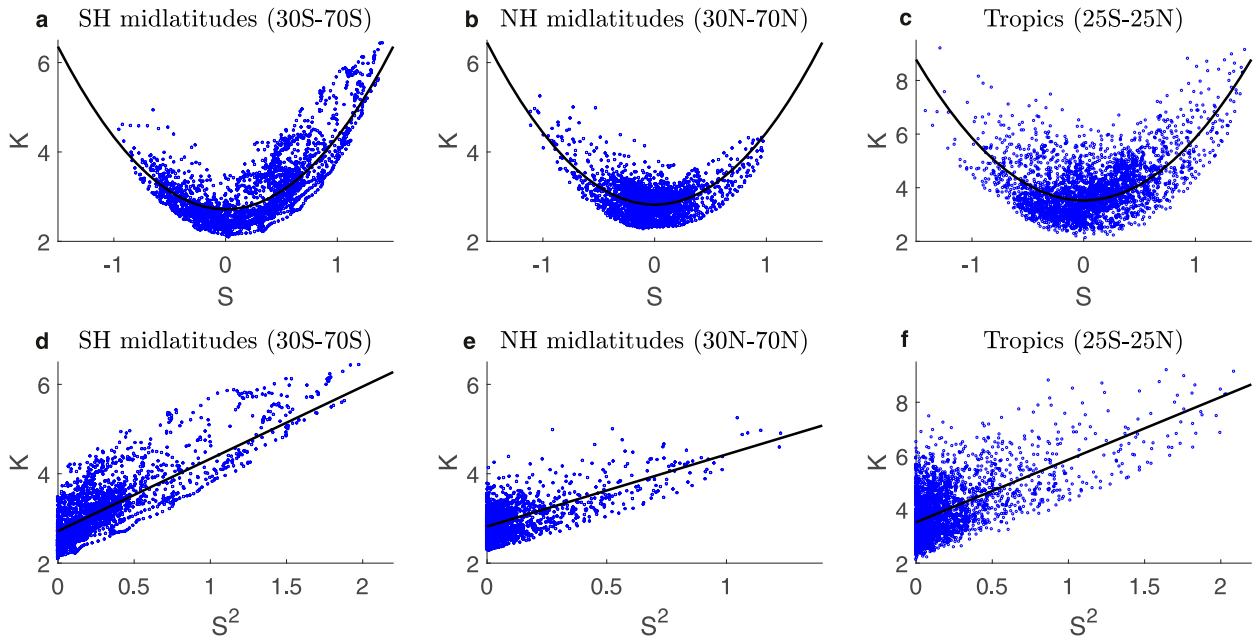 a SH midlatitudes (30S-70S)
b NH midlatitudes (30N-70N)
c Tropics (25S-25N)
6
4
2
K
-1 0 1
S
6
4
2
K
-1 0 1
S
8
6
4
2
K
-1 0 1
S
d SH midlatitudes (30S-70S)
e NH midlatitudes (30N-70N)
f Tropics (25S-25N)
6
4
2
K
0 0.5 1 1.5 2
S²
6
4
2
K
0 0.5 1
S²
8
6
4
2
K
0 0.5 1 1.5 2
S²